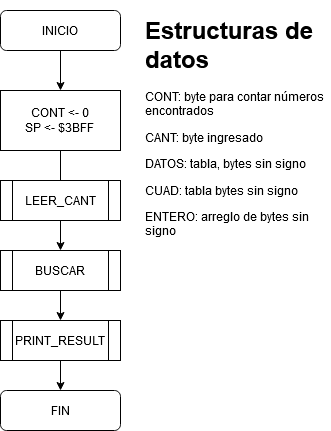 INICIO
CONT <- 0
SP <- $3BFF
LEER_CANT
BUSCAR
PRINT_RESULT
FIN
Estructuras de
datos
CONT: byte para contar números
encontrados
CANT: byte ingresado
DATOS: tabla, bytes sin signo
CUAD: tabla bytes sin signo
ENTERO: arreglo de bytes sin
signo